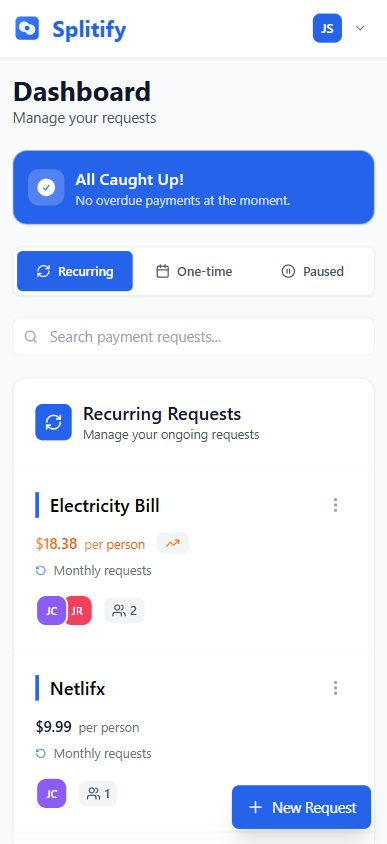 Splitify
JS
Dashboard
Manage your requests
All Caught Up!
No overdue payments at the moment.
Recurring
One-time
Paused
Search payment requests...
Recurring Requests
Manage your ongoing requests
Electricity Bill
$18.38 per person
Monthly requests
JC JR 2
Netlifx
$9.99 per person
Monthly requests
JC 1
New Request